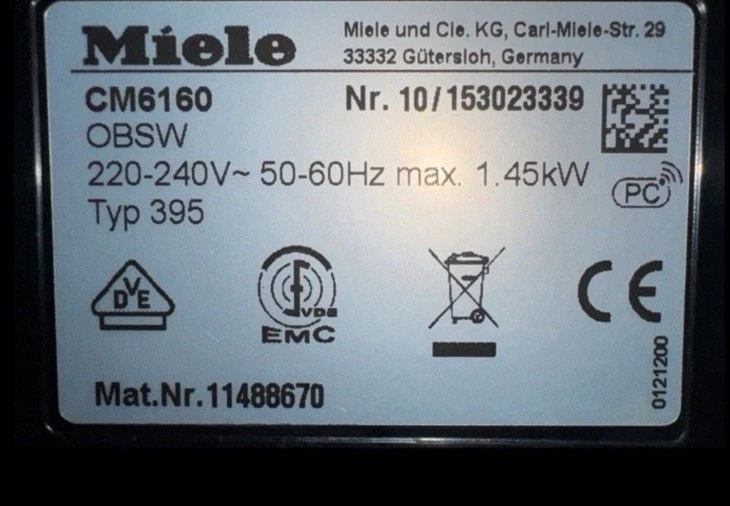 Miele
Miele und Cie. KG, Carl-Miele-Str. 29
33332 Gütersloh, Germany
CM6160 Nr. 10/153023339
OBSW
220-240V~ 50-60Hz max. 1.45kW
PC
Typ 395
VDE
VDE
EMC
CE
0121200
Mat.Nr.11488670